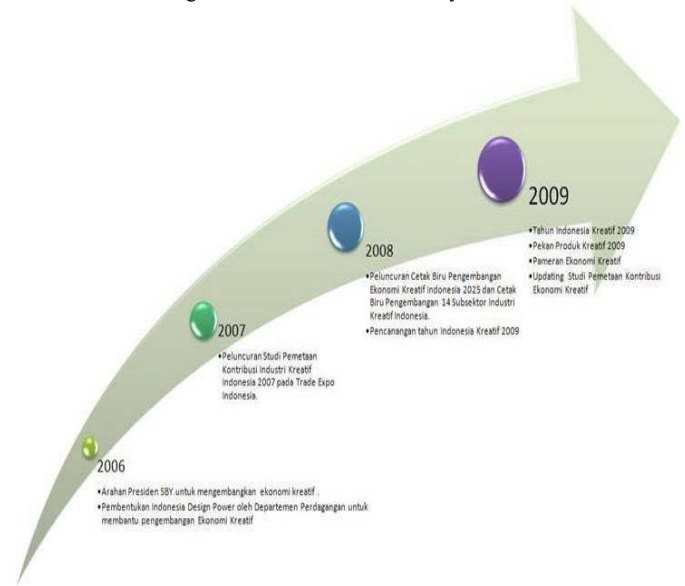 2006
•Arahan Presiden SBY untuk mengembangkan ekonomi kreatif .
•Pembentukan Indonesia Design Power oleh Departemen Perdagangan untuk
membantu pengembangan Ekonomi Kreatif
2007
•Peluncuran Studi Pemetaan
Kontribusi Industri Kreatif
Indonesia 2007 pada Trade Expo
Indonesia.
2008
•Peluncuran Cetak Biru Pengembangan
Ekonomi Kreatif Indonesia 2025 dan Cetak
Biru Pengembangan 14 Subsektor Industri
Kreatif Indonesia.
•Pencanangan tahun Indonesia Kreatif 2009
2009
•Tahun Indonesia Kreatif 2009
•Pekan Produk Kreatif 2009
•Pameran Ekonomi Kreatif
•Updating Studi Pemetaan Kontribusi
Ekonomi Kreatif